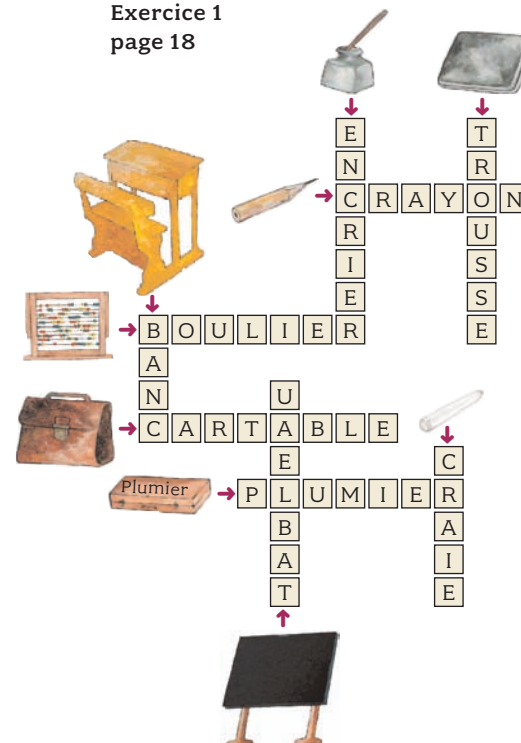 Exercice 1
page 18
E T
N R
C R A Y O N
R U
I S
E S
B O U L I E R E
A
N U
C A R T A B L E
E C
Plumier P L U M I E R
B A
A I
T E